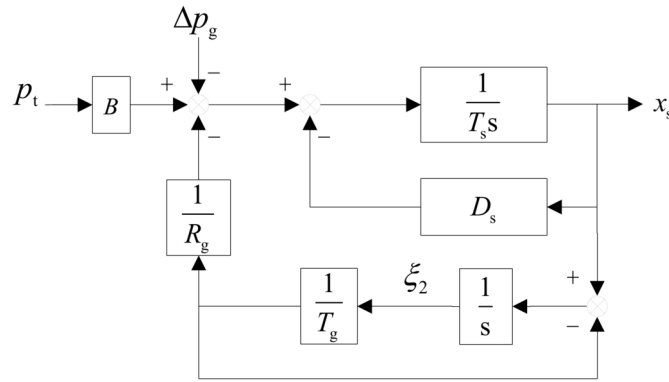 Δp_g
p_t
B
+
−
−
+
−
1
T_s s
x_s
1
R_g
D_s
1
T_g
ξ_2
1
s
+
−